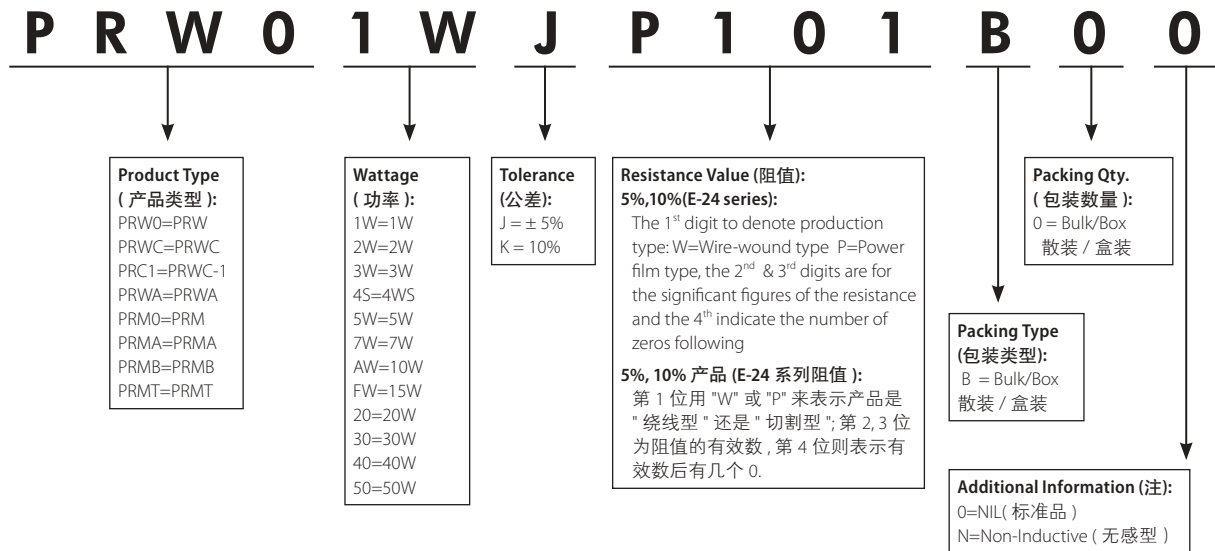 P R W 0 1 W J P 1 0 1 B 0 0
Product Type
( 产品类型 ):
PRW0=PRW
PRWC=PRWC
PRC1=PRWC-1
PRWA=PRWA
PRM0=PRM
PRMA=PRMA
PRMB=PRMB
PRMT=PRMT
Wattage
( 功率 ):
1W=1W
2W=2W
3W=3W
4S=4WS
5W=5W
7W=7W
AW=10W
FW=15W
20=20W
30=30W
40=40W
50=50W
Tolerance
(公差):
J = ± 5%
K = 10%
Resistance Value (阻值):
5%,10%(E-24 series):
The 1st digit to denote production
type: W=Wire-wound type P=Power
film type, the 2nd & 3rd digits are for
the significant figures of the resistance
and the 4th indicate the number of
zeros following
5%, 10% 产品 (E-24 系列阻值 ):
第 1 位用 "W" 或 "P" 来表示产品是
" 绕线型 " 还是 " 切割型 "; 第 2, 3 位
为阻值的有效数 , 第 4 位则表示有
效数后有几个 0.
Packing Type
(包装类型):
B = Bulk/Box
散装 / 盒装
Packing Qty.
( 包装数量 ):
0 = Bulk/Box
散装 / 盒装
Additional Information (注):
0=NIL( 标准品 )
N=Non-Inductive ( 无感型 )